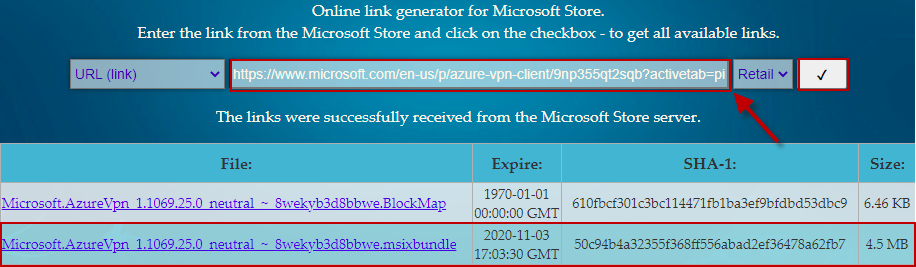 Online link generator for Microsoft Store.
Enter the link from the Microsoft Store and click on the checkbox - to get all available links.
URL (link) https://www.microsoft.com/en-us/p/azure-vpn-client/9np355qt2sqb?activetab=pi Retail ✓
The links were successfully received from the Microsoft Store server.
File: Expire: SHA-1: Size:
Microsoft.AzureVpn_1.1069.25.0_neutral_~_8wekyb3d8bbwe.BlockMap 1970-01-01 00:00:00 GMT 610fbcf301c3bc114471fb1ba3ef9bfdbd53dbc9 6.46 KB
Microsoft.AzureVpn_1.1069.25.0_neutral_~_8wekyb3d8bbwe.msixbundle 2020-11-03 17:03:30 GMT 50c94b4a32355f368ff556abad2ef36478a62fb7 4.5 MB